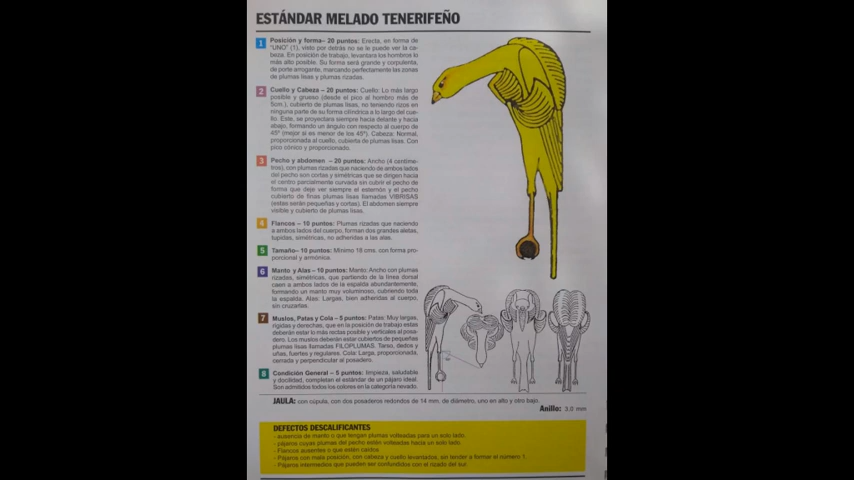 ESTÁNDAR MELADO TENERIFEÑO
1 Posición y forma– 20 puntos: Erecta, en forma de
"UNO" (1), visto por detrás no se le puede ver la ca-
beza. En posición de trabajo, levantara los hombros lo
más alto posible. Su forma será grande y corpulenta,
de porte arrogante, marcando perfectamente las zonas
de plumas lisas y plumas rizadas.
2 Cuello y Cabeza – 20 puntos: Cuello: Lo más largo
posible y grueso (desde el pico al hombro más de
5cm.), cubierto de plumas lisas, no teniendo rizos en
ninguna parte de su forma cilíndrica a lo largo del cue-
llo. Éste, se proyectara siempre hacia delante y hacia
abajo, formando un ángulo con respecto al cuerpo de
45º (mejor si es menor de los 45º). Cabeza: Normal,
proporcionada al cuello, cubierta de plumas lisas. Con
pico cónico y proporcionado.
3 Pecho y abdomen – 20 puntos: Ancho (4 centíme-
tros), con plumas rizadas que naciendo de ambos lados
del pecho son cortas y simétricas que se dirigen hacia
el centro parcialmente curvada sin cubrir el pecho de
forma que deje ver siempre el esternón y el pecho
cubierto de finas plumas lisas llamadas VIBRISAS
(estas serán pequeñas y cortas). El abdomen siempre
visible y cubierto de plumas lisas.
4 Flancos – 10 puntos: Plumas rizadas que naciendo
a ambos lados del cuerpo, forman dos grandes aletas,
tupidas, simétricas, no adheridas a las alas.
5 Tamaño– 10 puntos: Mínimo 18 cms. con forma pro-
porcional y armónica.
6 Manto y Alas – 10 puntos: Manto: Ancho con plumas
rizadas, simétricas, que partiendo de la línea dorsal
caen a ambos lados de la espalda abundantemente,
formando un manto muy voluminoso, cubriendo toda
la espalda. Alas: Largas, bien adheridas al cuerpo,
sin cruzarlas.
7 Muslos, Patas y Cola – 5 puntos: Patas: Muy largas,
rígidas y derechas, que en la posición de trabajo estas
deberán estar lo más rectas posible y verticales al posa-
dero. Los muslos deberán estar cubiertos de pequeñas
plumas lisas llamadas FILOPLUMAS. Tarso, dedos y
uñas, fuertes y regulares. Cola: Larga, proporcionada,
cerrada y perpendicular al posadero.
8 Condición General – 5 puntos: limpieza, saludable
y docilidad, completan el estándar de un pájaro ideal.
Son admitidos todos los colores en la categoría nevado.
JAULA: con cúpula, con dos posaderos redondos de 14 mm. de diámetro, uno en alto y otro bajo.
Anillo: 3,0 mm
DEFECTOS DESCALIFICANTES
- ausencia de manto o que tengan plumas volteadas para un solo lado.
- pájaros cuyas plumas del pecho estén volteadas hacia un solo lado.
- Flancos ausentes o que estén caídos
- Pájaros con mala posición, con cabeza y cuello levantados, sin tender a formar el número 1.
- Pájaros intermedios que puedan ser confundidos con el rizado del sur.